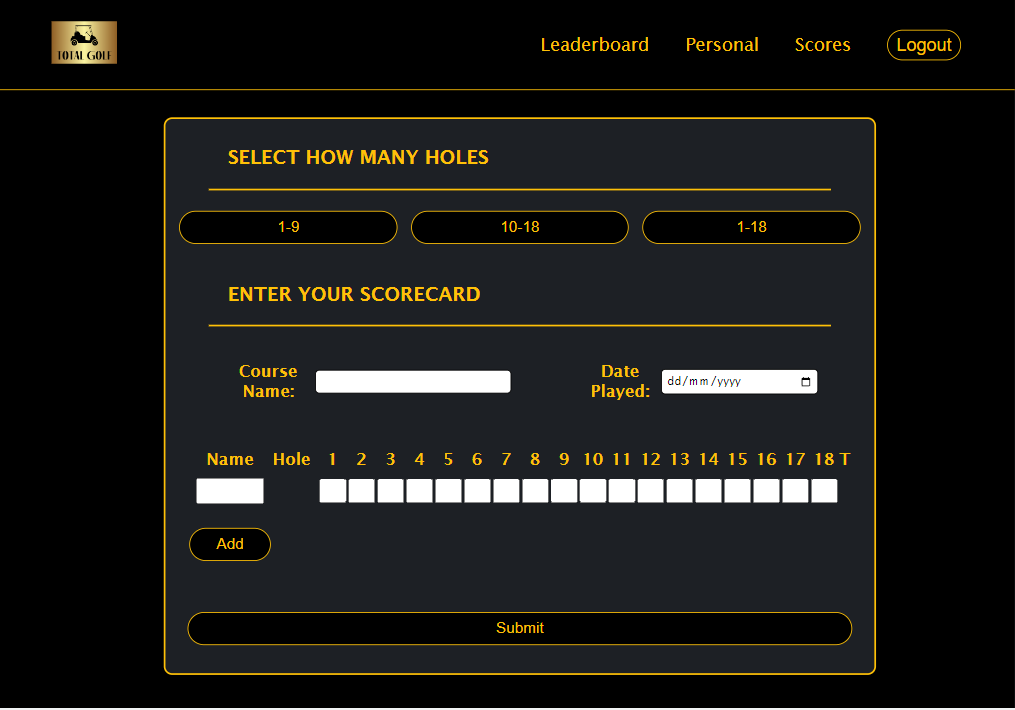 TOTAL GOLF
Leaderboard Personal Scores Logout
SELECT HOW MANY HOLES
1-9 10-18 1-18
ENTER YOUR SCORECARD
Course Name: Date Played: dd/mm/yyyy
Name Hole 1 2 3 4 5 6 7 8 9 10 11 12 13 14 15 16 17 18 T
Add
Submit